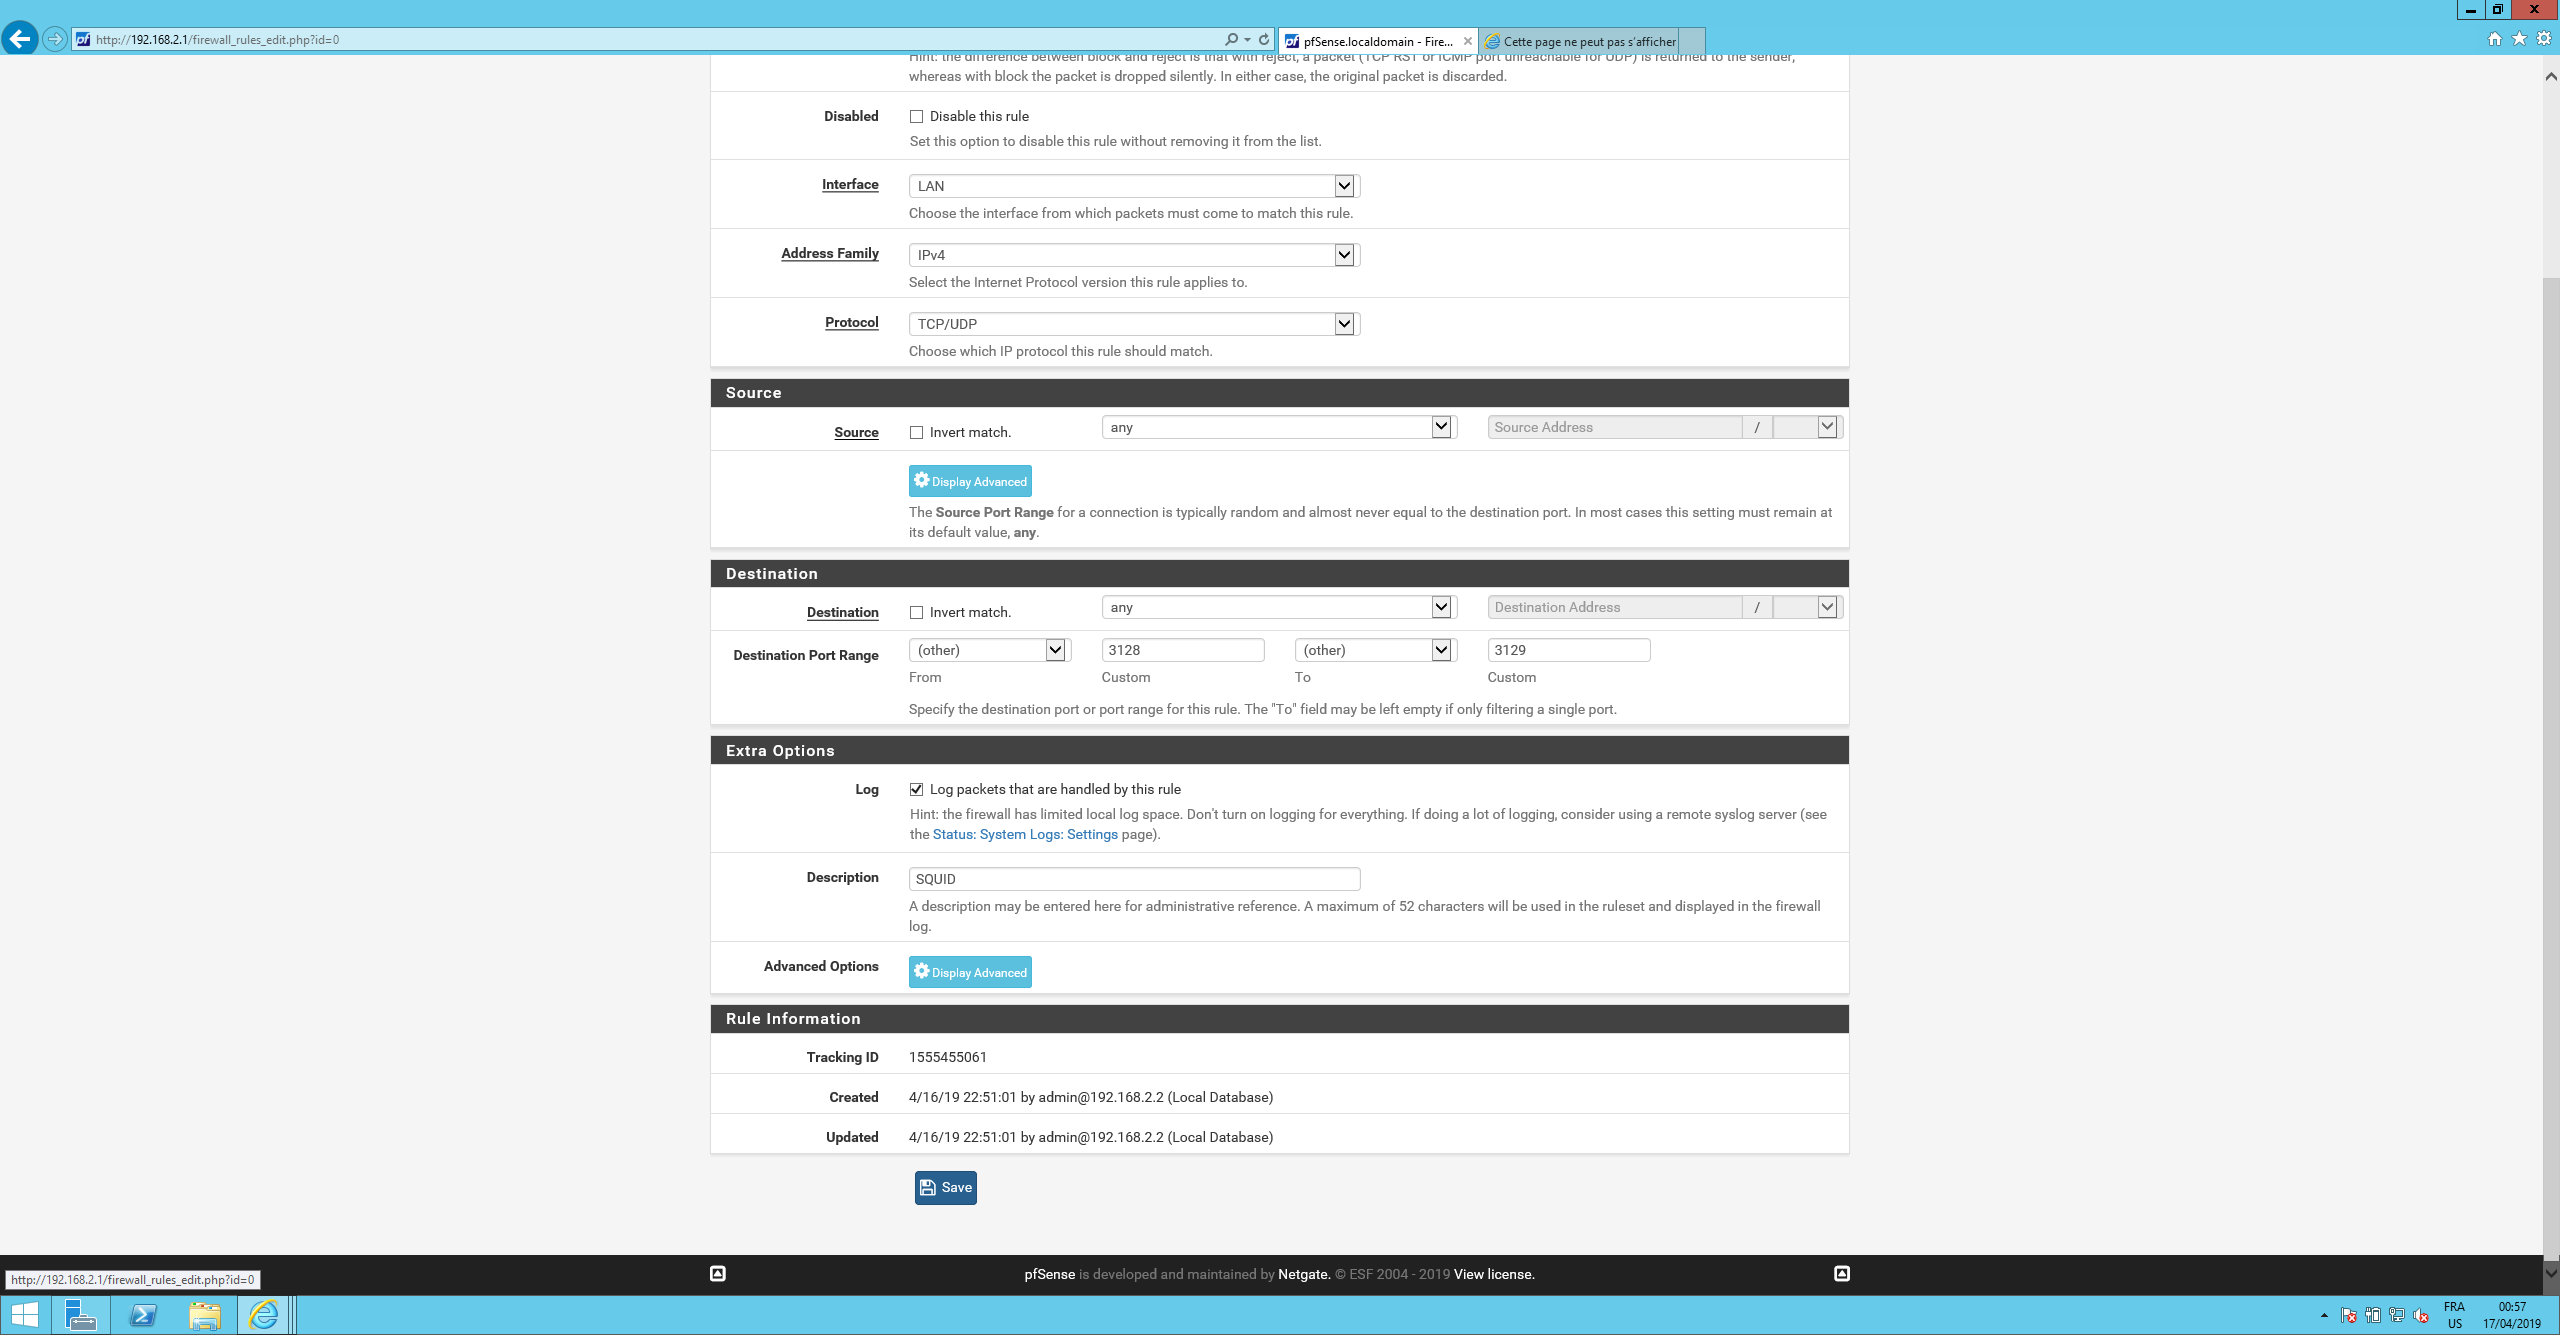 http://192.168.2.1/firewall_rules_edit.php?id=0
pfSense.localdomain - Fire...
Cette page ne peut pas s'afficher
Hint: the difference between block and reject is that with reject, a packet (TCP RST or ICMP port unreachable for UDP) is returned to the sender,
whereas with block the packet is dropped silently. In either case, the original packet is discarded.
Disabled
Disable this rule
Set this option to disable this rule without removing it from the list.
Interface
LAN
Choose the interface from which packets must come to match this rule.
Address Family
IPv4
Select the Internet Protocol version this rule applies to.
Protocol
TCP/UDP
Choose which IP protocol this rule should match.
Source
Source
Invert match.
any
Source Address
/
Display Advanced
The Source Port Range for a connection is typically random and almost never equal to the destination port. In most cases this setting must remain at
its default value, any.
Destination
Destination
Invert match.
any
Destination Address
/
Destination Port Range
(other)
3128
(other)
3129
From
Custom
To
Custom
Specify the destination port or port range for this rule. The "To" field may be left empty if only filtering a single port.
Extra Options
Log
Log packets that are handled by this rule
Hint: the firewall has limited local log space. Don't turn on logging for everything. If doing a lot of logging, consider using a remote syslog server (see
the Status: System Logs: Settings page).
Description
SQUID
A description may be entered here for administrative reference. A maximum of 52 characters will be used in the ruleset and displayed in the firewall
log.
Advanced Options
Display Advanced
Rule Information
Tracking ID
1555455061
Created
4/16/19 22:51:01 by admin@192.168.2.2 (Local Database)
Updated
4/16/19 22:51:01 by admin@192.168.2.2 (Local Database)
Save
http://192.168.2.1/firewall_rules_edit.php?id=0
pfSense is developed and maintained by Netgate. © ESF 2004 - 2019 View license.
FRA
US
00:57
17/04/2019